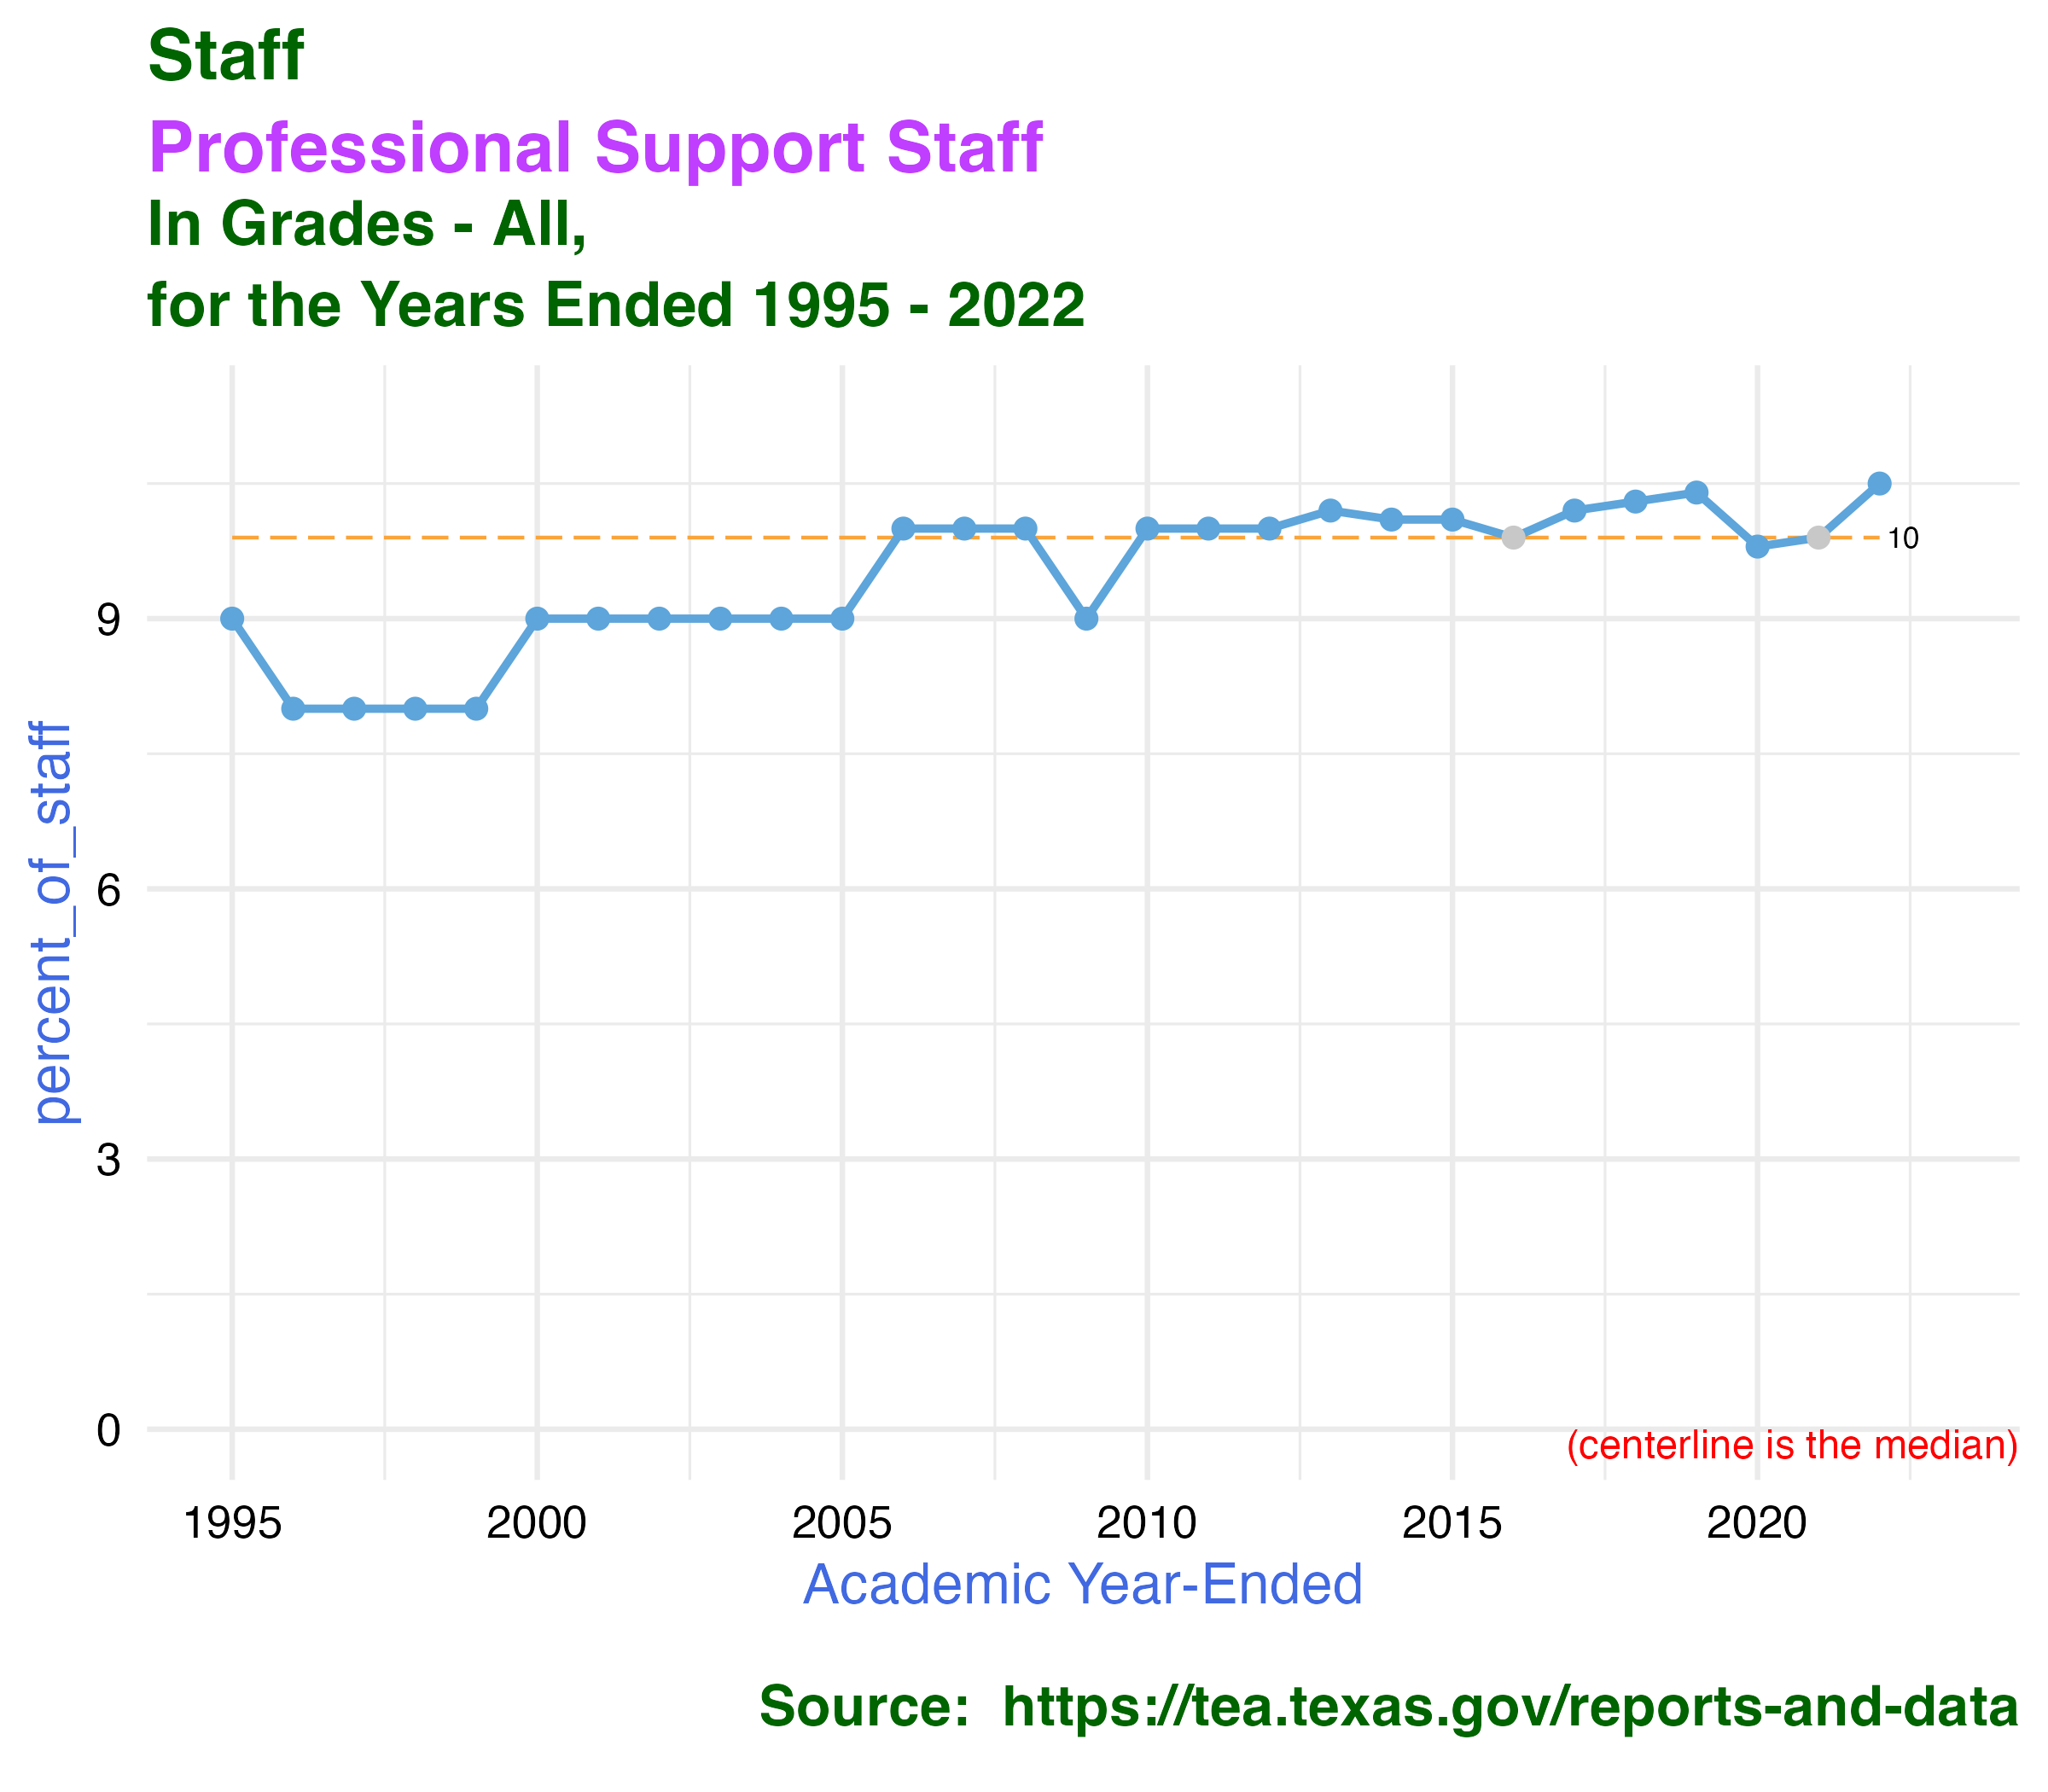 Staff
Professional Support Staff
In Grades - All,
for the Years Ended 1995 - 2022
percent_of_staff
9
6
3
0
10
(centerline is the median)
1995 2000 2005 2010 2015 2020
Academic Year-Ended
Source:  https://tea.texas.gov/reports-and-data